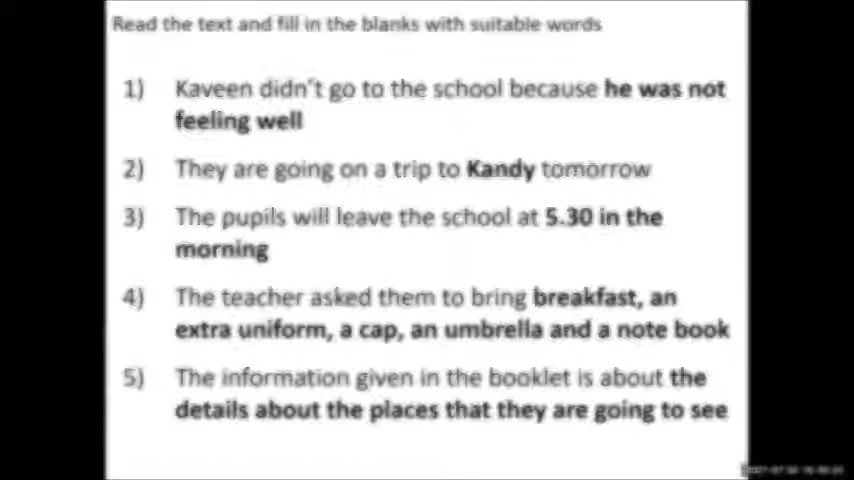 Read the text and fill in the blanks with suitable words
1) Kaveen didn't go to the school because he was not
feeling well
2) They are going on a trip to Kandy tomorrow
3) The pupils will leave the school at 5.30 in the
morning
4) The teacher asked them to bring breakfast, an
extra uniform, a cap, an umbrella and a note book
5) The information given in the booklet is about the
details about the places that they are going to see